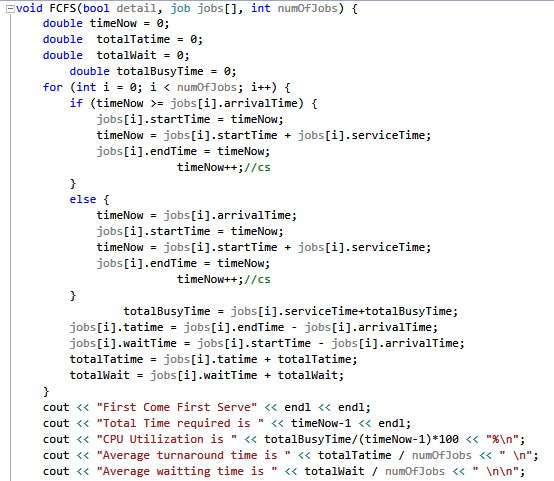 void FCFS(bool detail, job jobs[], int numOfJobs) {
double timeNow = 0;
double  totalTatime = 0;
double  totalWait = 0;
double totalBusyTime = 0;
for (int i = 0; i < numOfJobs; i++) {
if (timeNow >= jobs[i].arrivalTime) {
jobs[i].startTime = timeNow;
timeNow = jobs[i].startTime + jobs[i].serviceTime;
jobs[i].endTime = timeNow;
timeNow++;//cs
}
else {
timeNow = jobs[i].arrivalTime;
jobs[i].startTime = timeNow;
timeNow = jobs[i].startTime + jobs[i].serviceTime;
jobs[i].endTime = timeNow;
timeNow++;//cs
}
totalBusyTime = jobs[i].serviceTime+totalBusyTime;
jobs[i].tatime = jobs[i].endTime - jobs[i].arrivalTime;
jobs[i].waitTime = jobs[i].startTime - jobs[i].arrivalTime;
totalTatime = jobs[i].tatime + totalTatime;
totalWait = jobs[i].waitTime + totalWait;
}
cout << "First Come First Serve" << endl << endl;
cout << "Total Time required is " << timeNow-1 << endl;
cout << "CPU Utilization is " << totalBusyTime/(timeNow-1)*100 << "%\n";
cout << "Average turnaround time is " << totalTatime / numOfJobs << " \n";
cout << "Average waitting time is " << totalWait / numOfJobs << " \n\n";